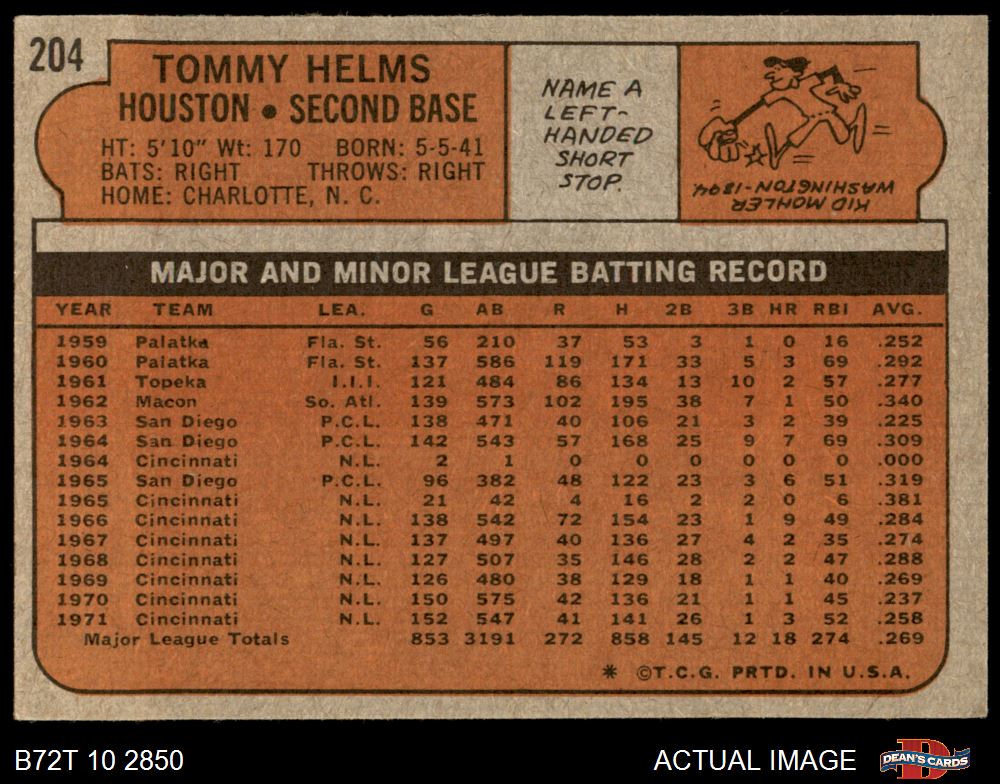 204
TOMMY HELMS
HOUSTON • SECOND BASE
HT: 5'10" Wt: 170 BORN: 5-5-41
BATS: RIGHT THROWS: RIGHT
HOME: CHARLOTTE, N. C.
NAME A
LEFT-
HANDED
SHORT
STOP.
KID MOHLER
WASHINGTON-1894
MAJOR AND MINOR LEAGUE BATTING RECORD
YEAR TEAM LEA. G AB R H 2B 3B HR RBI AVG.
1959 Palatka Fla. St. 56 210 37 53 3 1 0 16 .252
1960 Palatka Fla. St. 137 586 119 171 33 5 3 69 .292
1961 Topeka I.I.I. 121 484 86 134 13 10 2 57 .277
1962 Macon So. Atl. 139 573 102 195 38 7 1 50 .340
1963 San Diego P.C.L. 138 471 40 106 21 3 2 39 .225
1964 San Diego P.C.L. 142 543 57 168 25 9 7 69 .309
1964 Cincinnati N.L. 2 1 0 0 0 0 0 0 .000
1965 San Diego P.C.L. 96 382 48 122 23 3 6 51 .319
1965 Cincinnati N.L. 21 42 4 16 2 2 0 6 .381
1966 Cincinnati N.L. 138 542 72 154 23 1 9 49 .284
1967 Cincinnati N.L. 137 497 40 136 27 4 2 35 .274
1968 Cincinnati N.L. 127 507 35 146 28 2 2 47 .288
1969 Cincinnati N.L. 126 480 38 129 18 1 1 40 .269
1970 Cincinnati N.L. 150 575 42 136 21 1 1 45 .237
1971 Cincinnati N.L. 152 547 41 141 26 1 3 52 .258
Major League Totals 853 3191 272 858 145 12 18 274 .269
* ©T.C.G. PRTD. IN U.S.A.
B72T 10 2850
ACTUAL IMAGE
D
DEAN'S CARDS